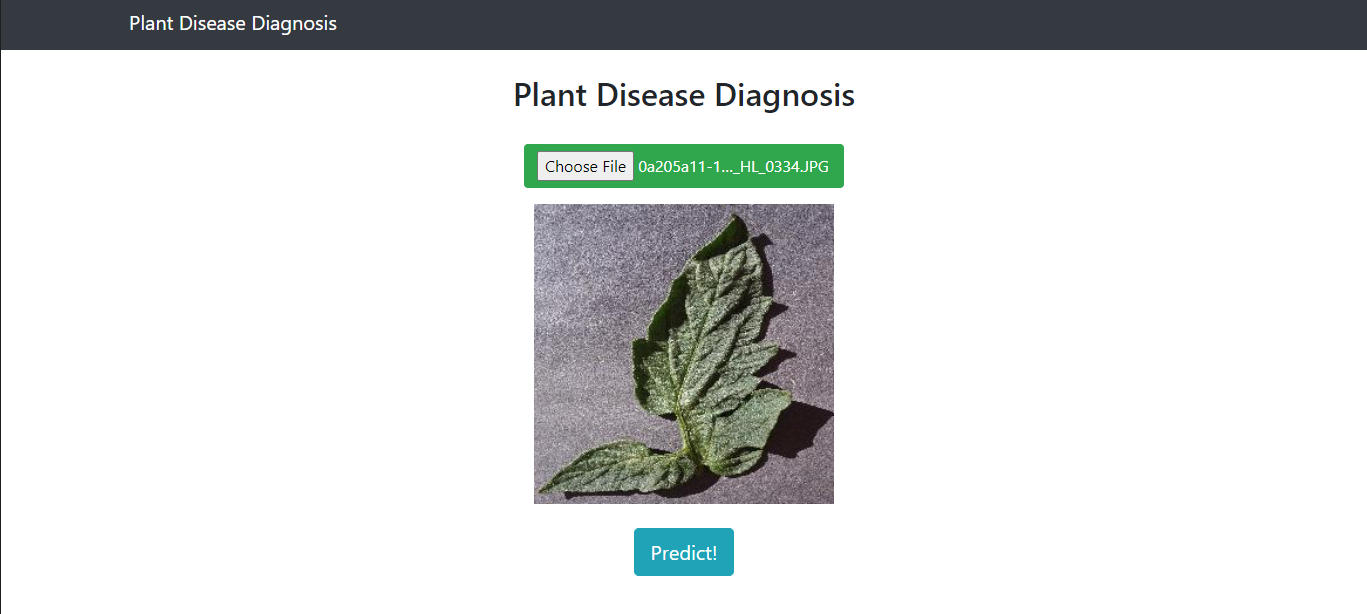 Plant Disease Diagnosis
Plant Disease Diagnosis
Choose File 0a205a11-1..._HL_0334.JPG
Predict!